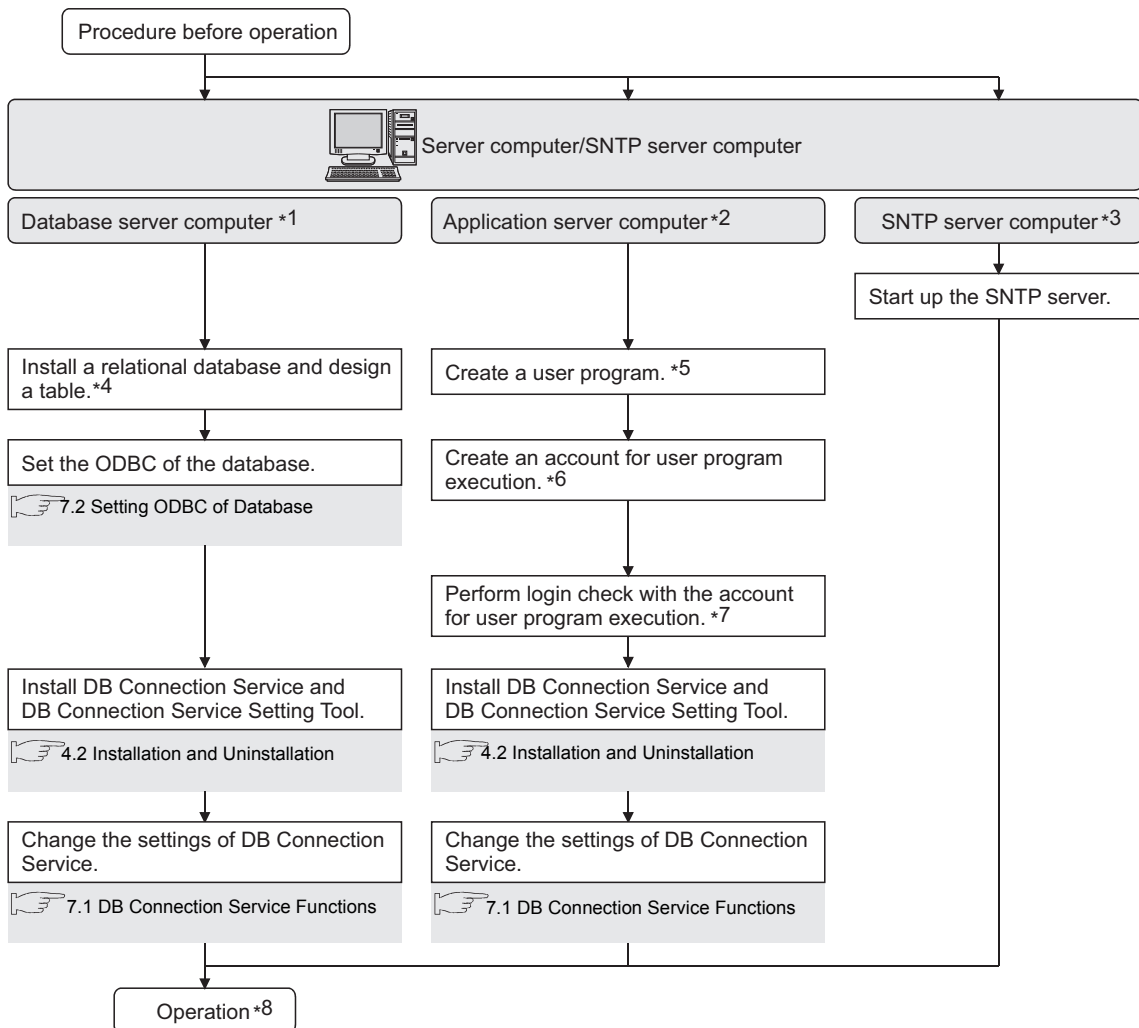 Procedure before operation
Server computer/SNTP server computer
Database server computer *1
Application server computer*2
SNTP server computer*3
Start up the SNTP server.
Install a relational database and design
a table.*4
Create a user program. *5
Set the ODBC of the database.
7.2 Setting ODBC of Database
Create an account for user program
execution. *6
Perform login check with the account
for user program execution. *7
Install DB Connection Service and
DB Connection Service Setting Tool.
4.2 Installation and Uninstallation
Install DB Connection Service and
DB Connection Service Setting Tool.
4.2 Installation and Uninstallation
Change the settings of DB Connection
Service.
7.1 DB Connection Service Functions
Change the settings of DB Connection
Service.
7.1 DB Connection Service Functions
Operation *8